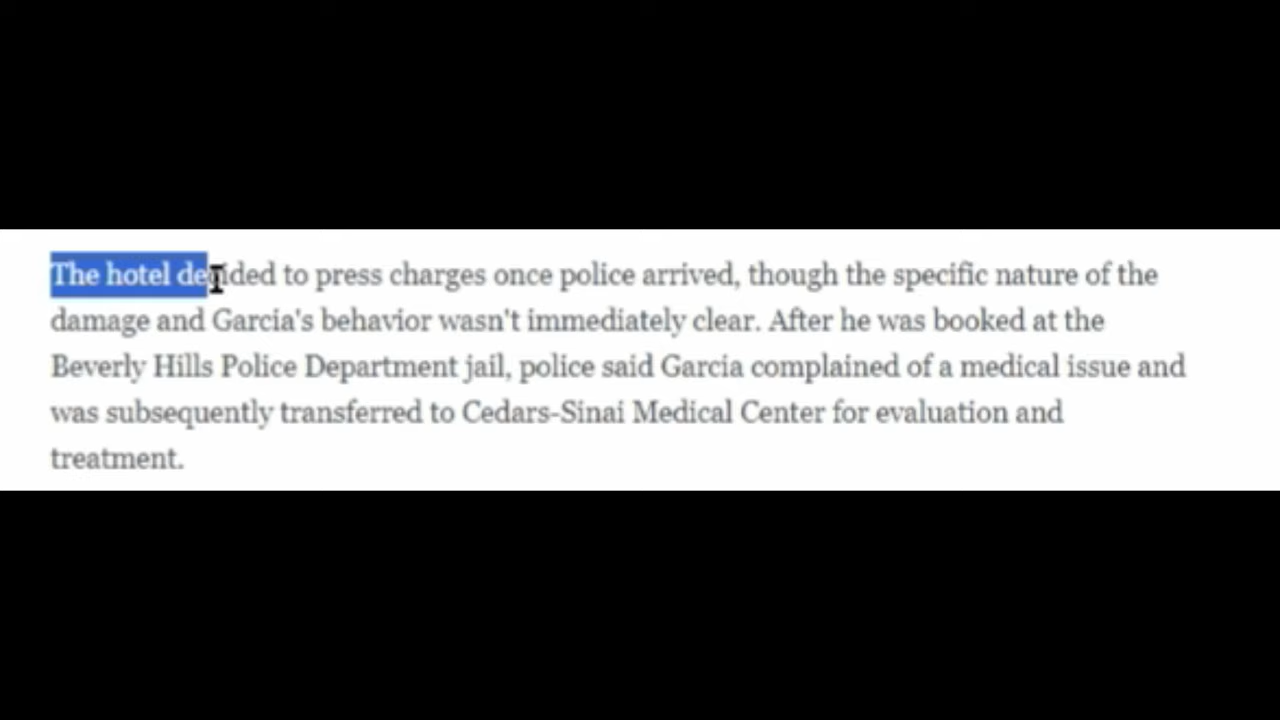 The hotel decided to press charges once police arrived, though the specific nature of the
damage and Garcia's behavior wasn't immediately clear. After he was booked at the
Beverly Hills Police Department jail, police said Garcia complained of a medical issue and
was subsequently transferred to Cedars-Sinai Medical Center for evaluation and
treatment.